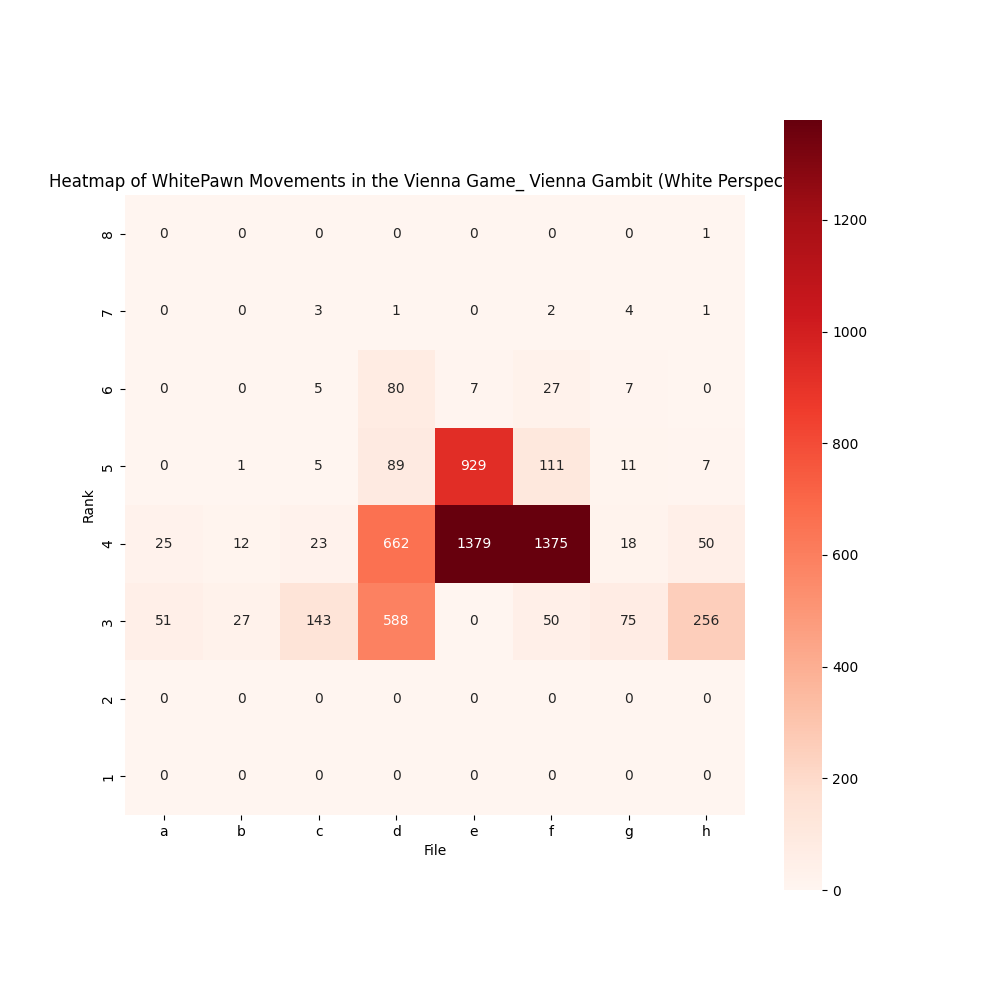 Heatmap of WhitePawn Movements in the Vienna Game_ Vienna Gambit (White Perspec
8 0 0 0 0 0 0 0 1
7 0 0 3 1 0 2 4 1
6 0 0 5 80 7 27 7 0
5 0 1 5 89 929 111 11 7
Rank
4 25 12 23 662 1379 1375 18 50
3 51 27 143 588 0 50 75 256
2 0 0 0 0 0 0 0 0
1 0 0 0 0 0 0 0 0
a b c d e f g h
File
1200
1000
800
600
400
200
0